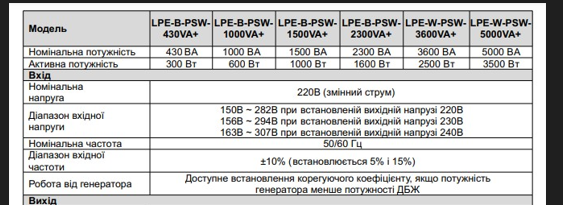 Модель LPE-B-PSW-430VA+ LPE-B-PSW-1000VA+ LPE-B-PSW-1500VA+ LPE-B-PSW-2300VA+ LPE-W-PSW-3600VA+ LPE-W-PSW-5000VA+
Номінальна потужність 430 ВА 1000 ВА 1500 ВА 2300 ВА 3600 ВА 5000 ВА
Активна потужність 300 Вт 600 Вт 1000 Вт 1600 Вт 2500 Вт 3500 Вт
Вхід
Номінальна напруга 220В (змінний струм)
Діапазон вхідної напруги
150В ~ 282В при встановленій вихідній напрузі 220В
156В ~ 294В при встановленій вихідній напрузі 230В
163В ~ 307В при встановленій вихідній напрузі 240В
Номінальна частота 50/60 Гц
Діапазон вхідної частоти ±10% (встановлюється 5% і 15%)
Робота від генератора
Доступне встановлення корегуючого коефіцієнту, якщо потужність
генератора менше потужності ДБЖ
Вихід